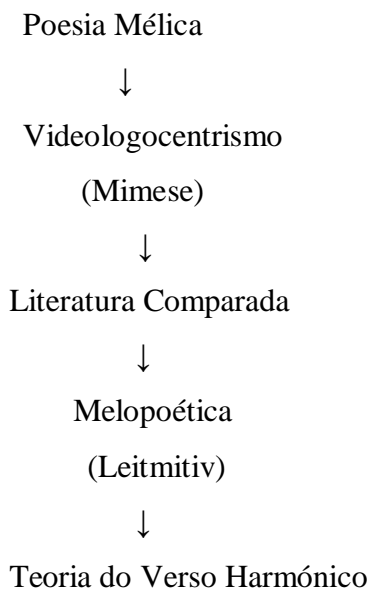 Poesia Mélica
↓
Videologocentrismo
(Mimese)
↓
Literatura Comparada
↓
Melopoética
(Leitmitiv)
↓
Teoria do Verso Harmónico